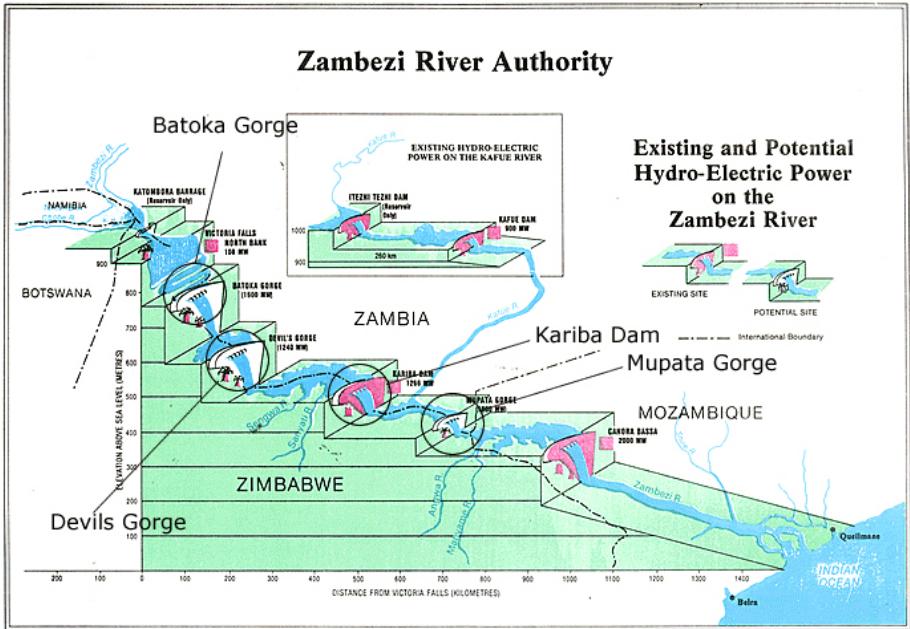 Zambezi River Authority
Batoka Gorge
EXISTING HYDRO-ELECTRIC
POWER ON THE KAFUE RIVER
Kafue R.
ITEZHI TEZHI DAM
(Reservoir
Only)
KAFUE DAM
900 MW
1000
900
260 km
Existing and Potential
Hydro-Electric Power
on the
Zambezi River
EXISTING SITE
POTENTIAL SITE
International Boundary
Zambezi R.
KATOMBORA BARRAGE
(Reservoir Only)
NAMIBIA
VICTORIA FALLS
NORTH BANK
BOTSWANA
BATOKA GORGE
(1600 MW)
ZAMBIA
Kafue R.
DEVIL'S GORGE
(1240 MW)
Kariba Dam
Mupata Gorge
KARIBA DAM
MUPATA GORGE
MOZAMBIQUE
CAHORA BASSA
2000 MW
Sanyati R.
ZIMBABWE
Zambezi R.
Devils Gorge
Quelimane
INDIAN
OCEAN
Beira
ELEVATION ABOVE SEA LEVEL (METRES)
900
800
700
600
500
400
300
200
100
200 100 0 100 200 300 400 500 600 700 800 900 1000 1100 1200 1300 1400
DISTANCE FROM VICTORIA FALLS (KILOMETRES)